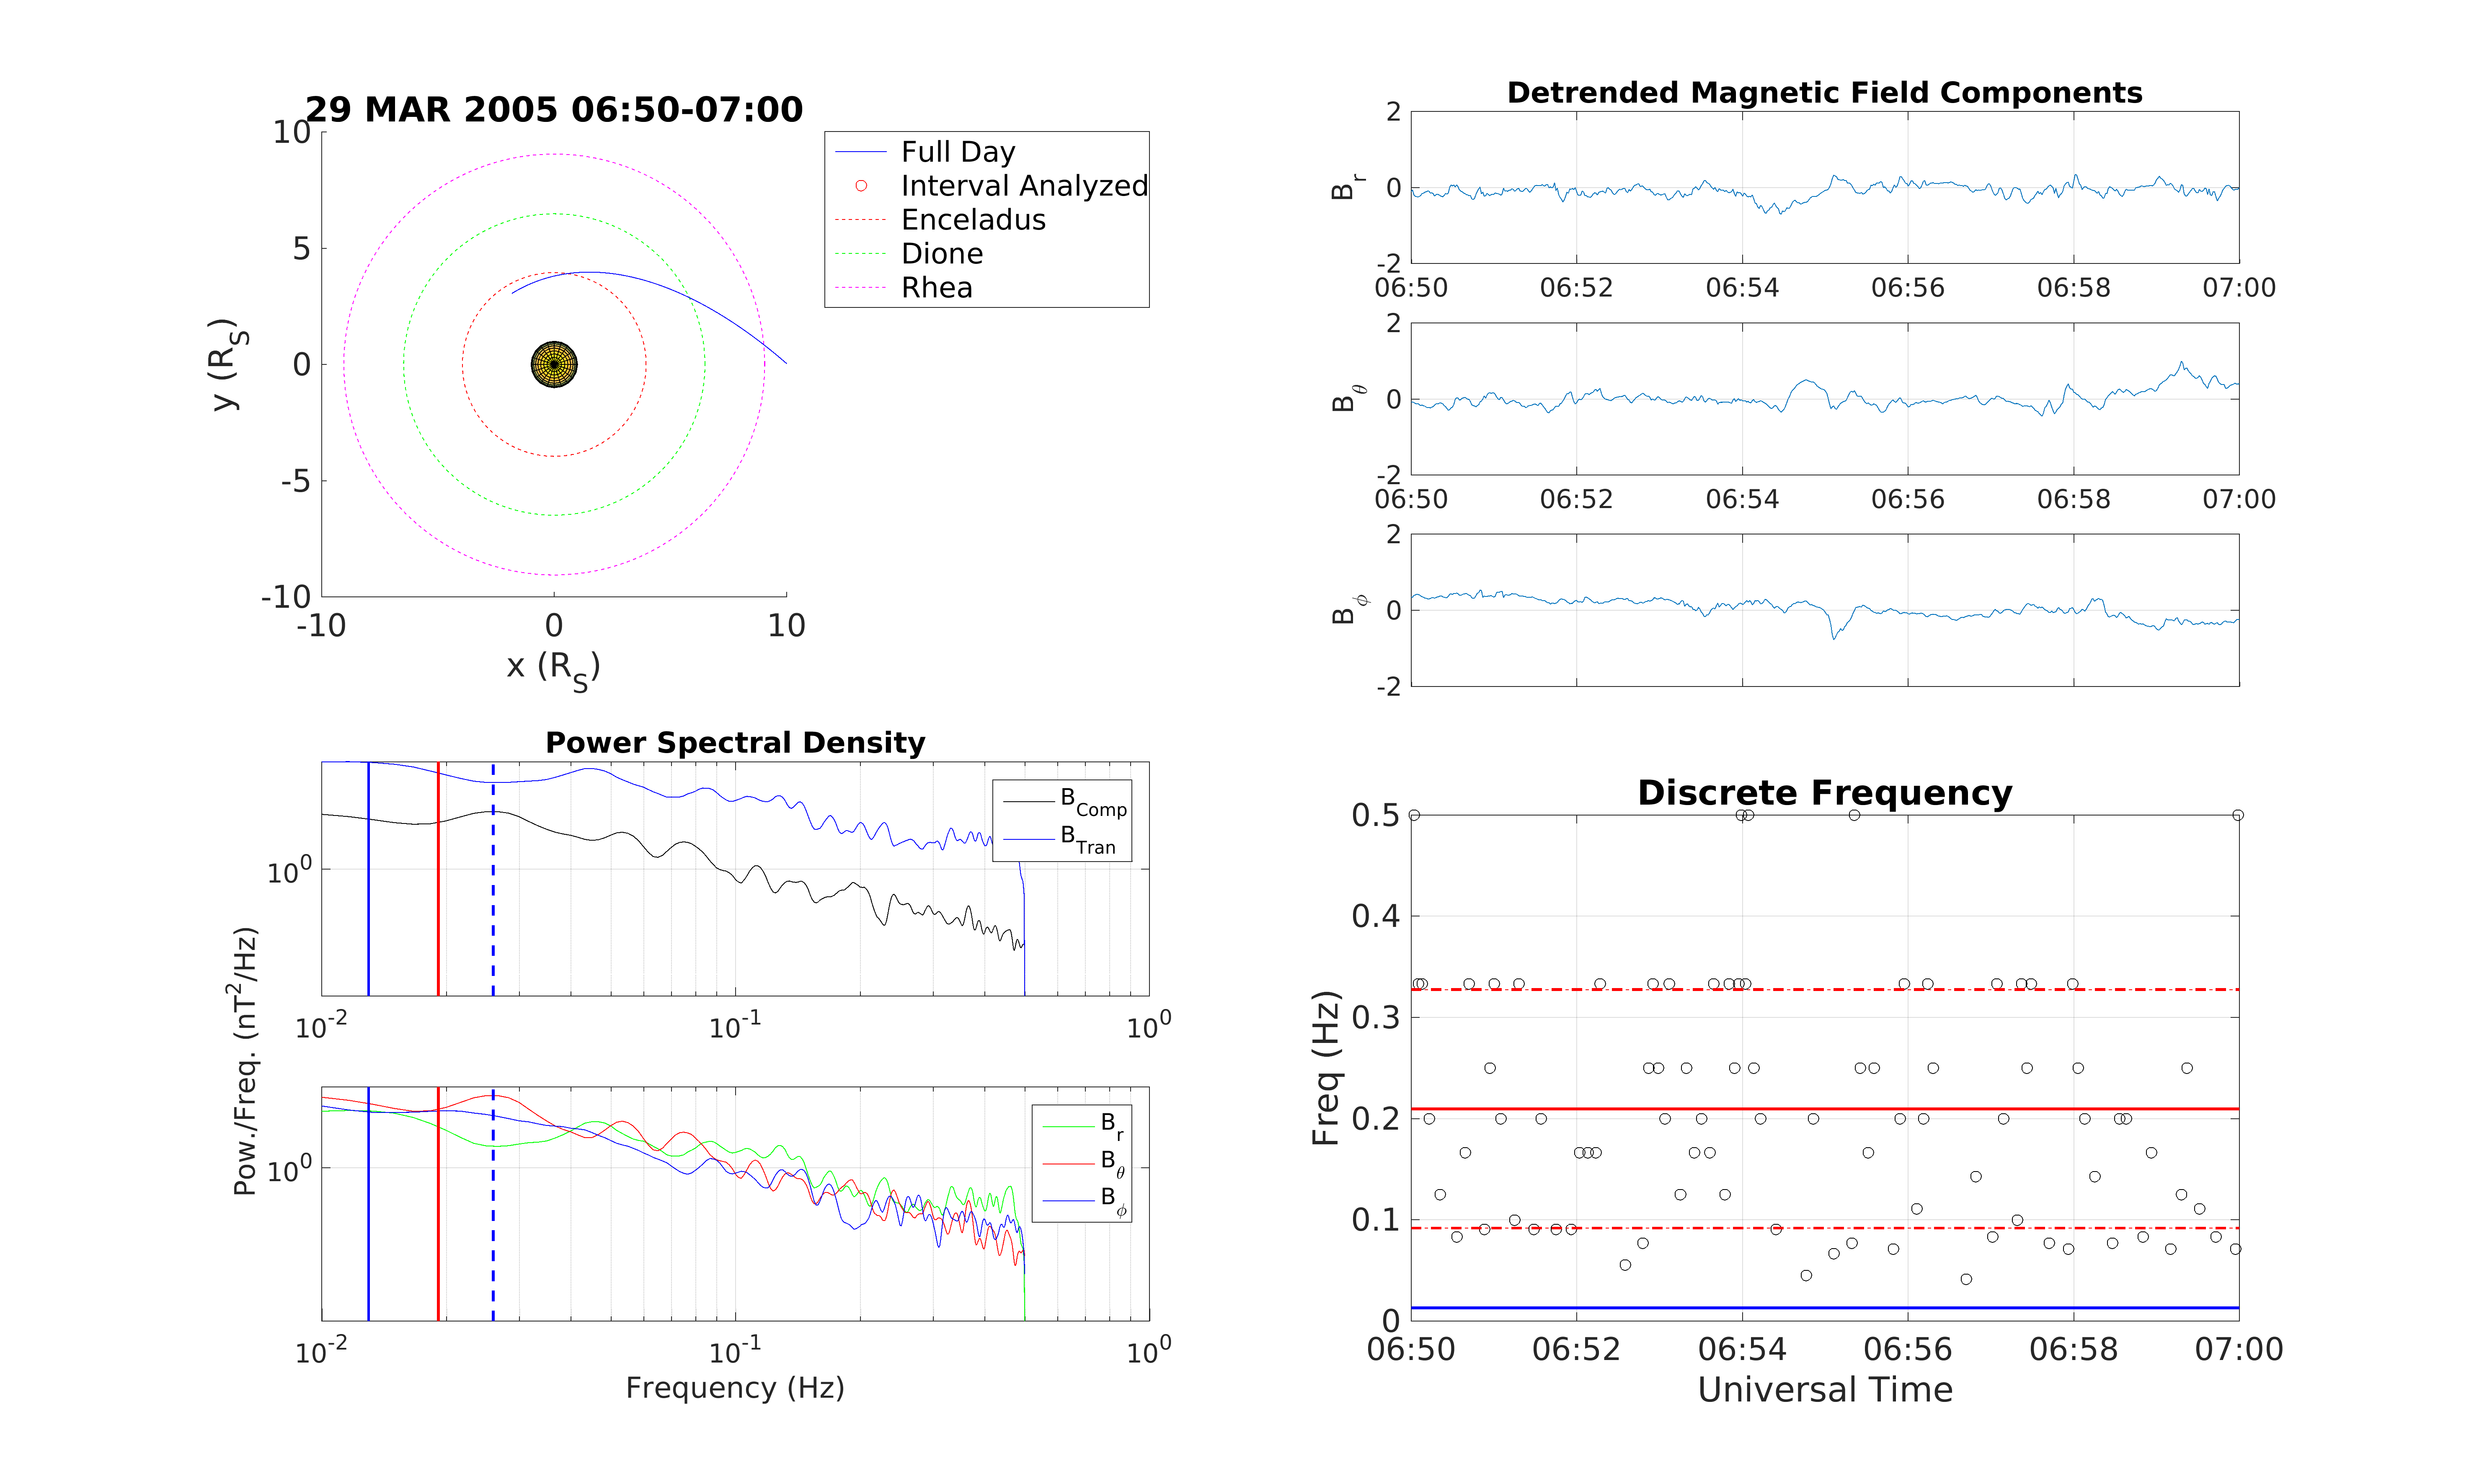 29 MAR 2005 06:50-07:00
10
5
0
-5
-10
-10 0 10
y (R_S)
x (R_S)
Full Day
Interval Analyzed
Enceladus
Dione
Rhea
Detrended Magnetic Field Components
2
0
-2
B_r
06:50 06:52 06:54 06:56 06:58 07:00
2
0
-2
B_θ
06:50 06:52 06:54 06:56 06:58 07:00
2
0
-2
B_ϕ
Power Spectral Density
10^0
10^-2 10^-1 10^0
B_Comp
B_Tran
Pow./Freq. (nT^2/Hz)
10^0
10^-2 10^-1 10^0
B_r
B_θ
B_ϕ
Frequency (Hz)
Discrete Frequency
0.5
0.4
0.3
0.2
0.1
0
Freq (Hz)
06:50 06:52 06:54 06:56 06:58 07:00
Universal Time